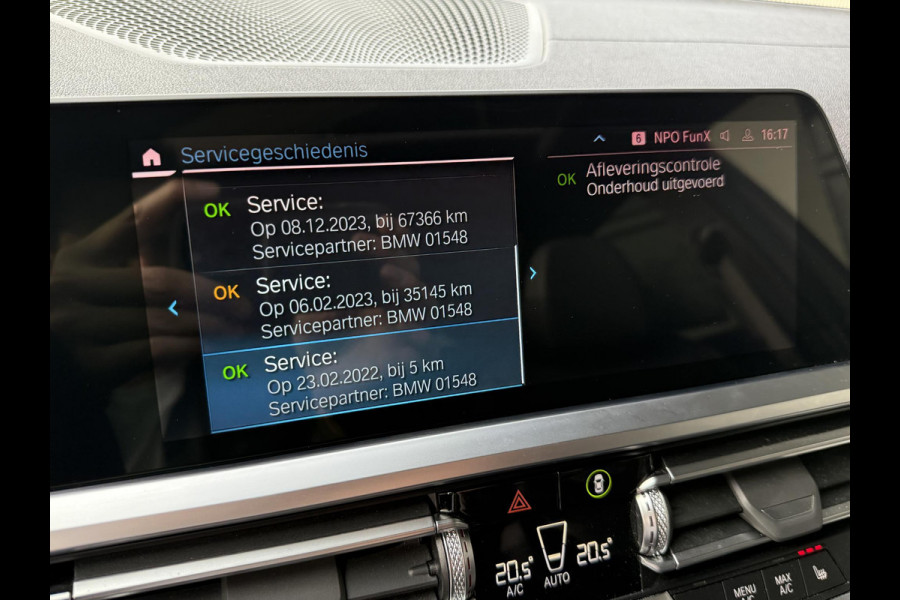 Servicegeschiedenis
6 NPO FunX 16:17
OK Service:
Op 08.12.2023, bij 67366 km
Servicepartner: BMW 01548
OK Service:
Op 06.02.2023, bij 35145 km
Servicepartner: BMW 01548
OK Service:
Op 23.02.2022, bij 5 km
Servicepartner: BMW 01548
OK Afleveringscontrole
Onderhoud uitgevoerd
20.5° 20.5°
A/C AUTO
MENU
A/C
MAX
A/C